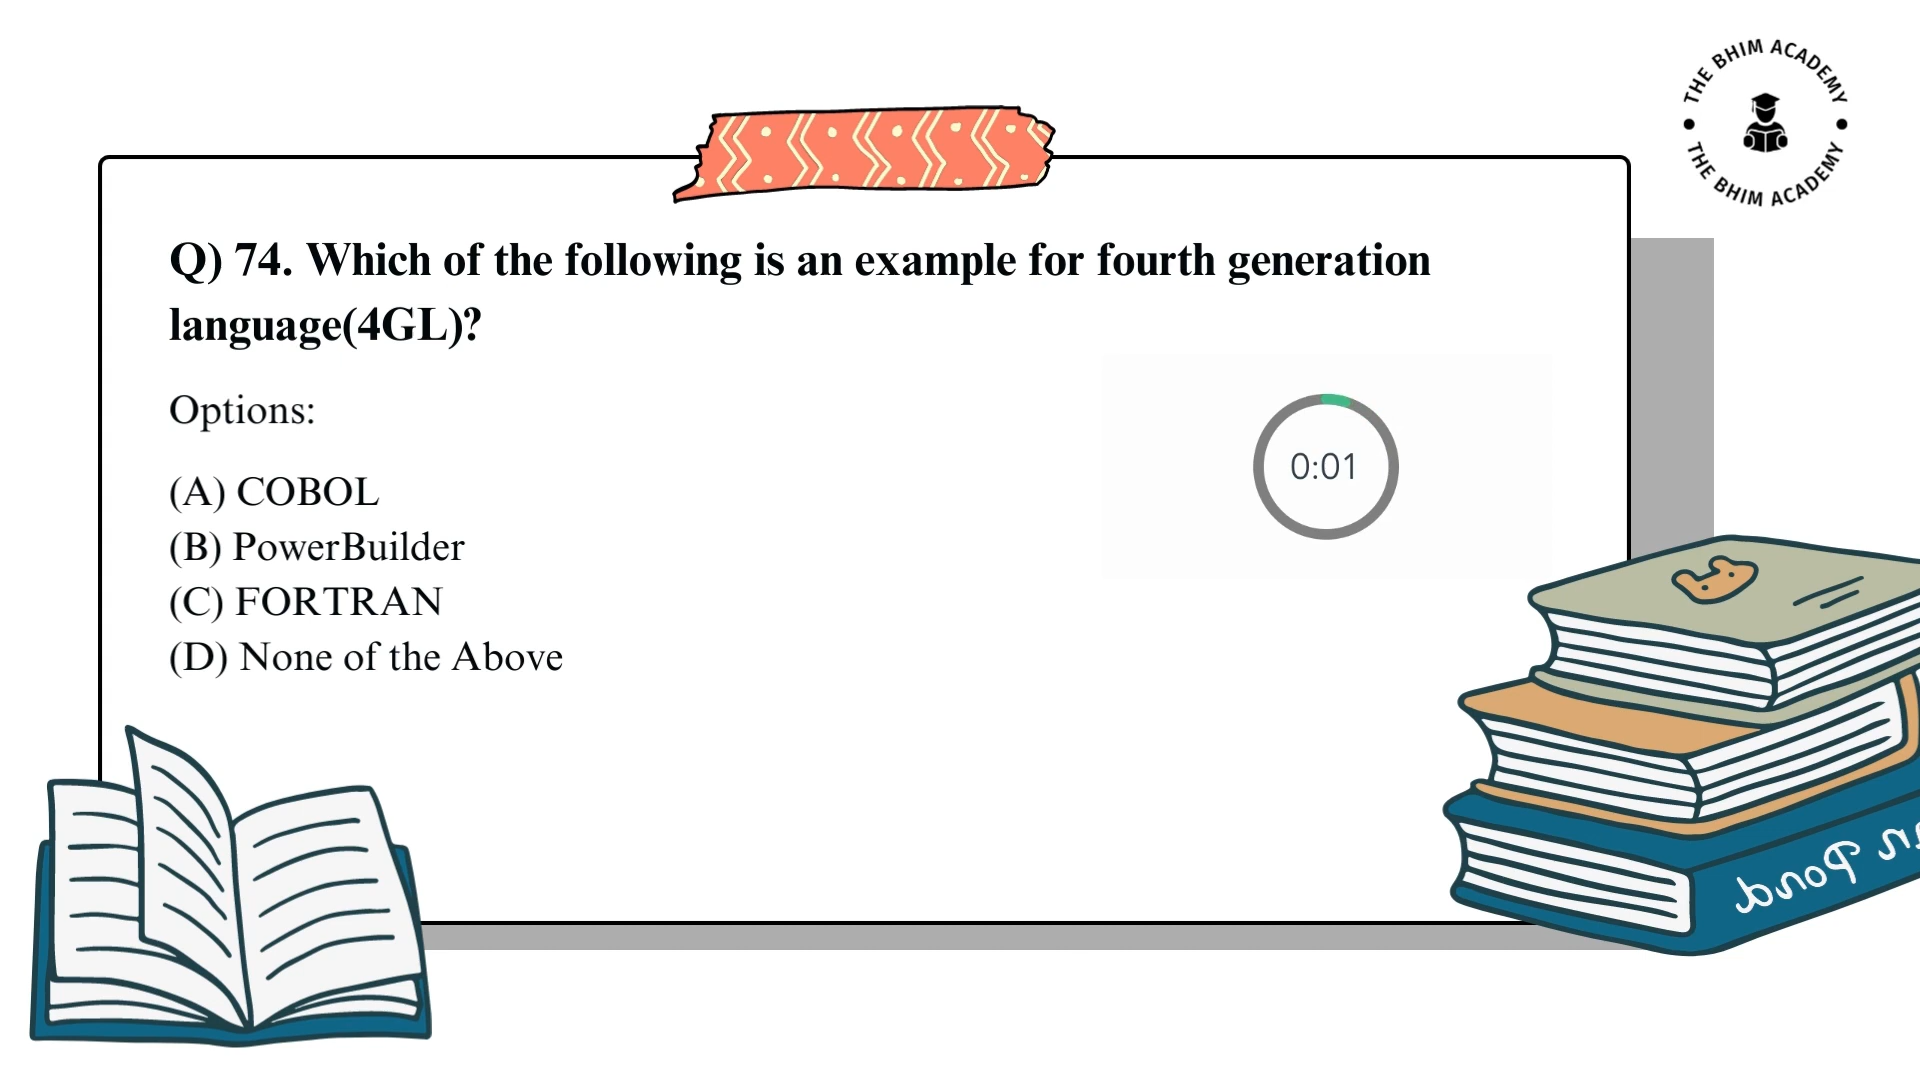 THE BHIM ACADEMY
THE BHIM ACADEMY
Q) 74. Which of the following is an example for fourth generation
language(4GL)?
Options:
0:01
(A) COBOL
(B) PowerBuilder
(C) FORTRAN
(D) None of the Above
Pond